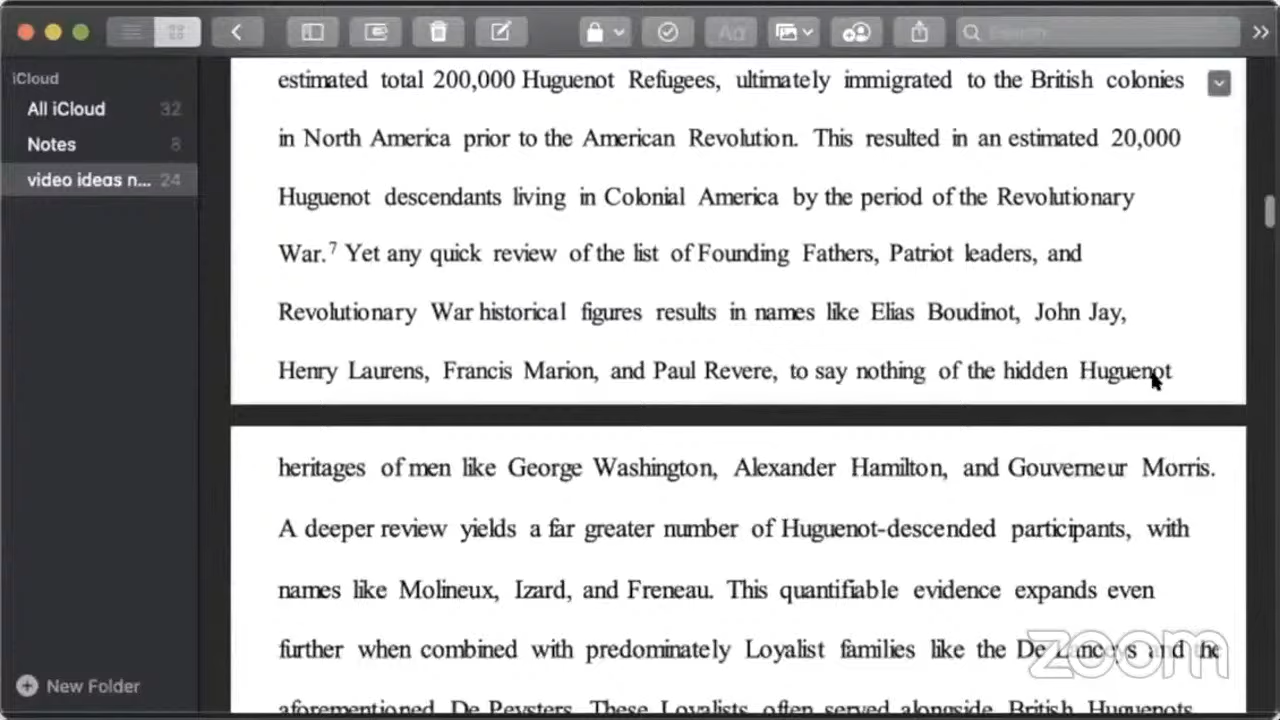 iCloud
All iCloud 32
Notes 8
video ideas n... 24
New Folder
Aa
Search
estimated total 200,000 Huguenot Refugees, ultimately immigrated to the British colonies
in North America prior to the American Revolution. This resulted in an estimated 20,000
Huguenot descendants living in Colonial America by the period of the Revolutionary
War.⁷ Yet any quick review of the list of Founding Fathers, Patriot leaders, and
Revolutionary War historical figures results in names like Elias Boudinot, John Jay,
Henry Laurens, Francis Marion, and Paul Revere, to say nothing of the hidden Huguenot
heritages of men like George Washington, Alexander Hamilton, and Gouverneur Morris.
A deeper review yields a far greater number of Huguenot-descended participants, with
names like Molineux, Izard, and Freneau. This quantifiable evidence expands even
further when combined with predominately Loyalist families like the De Lanceys and the
aforementioned De Peysters. These Loyalists often served alongside British Huguenots
zoom